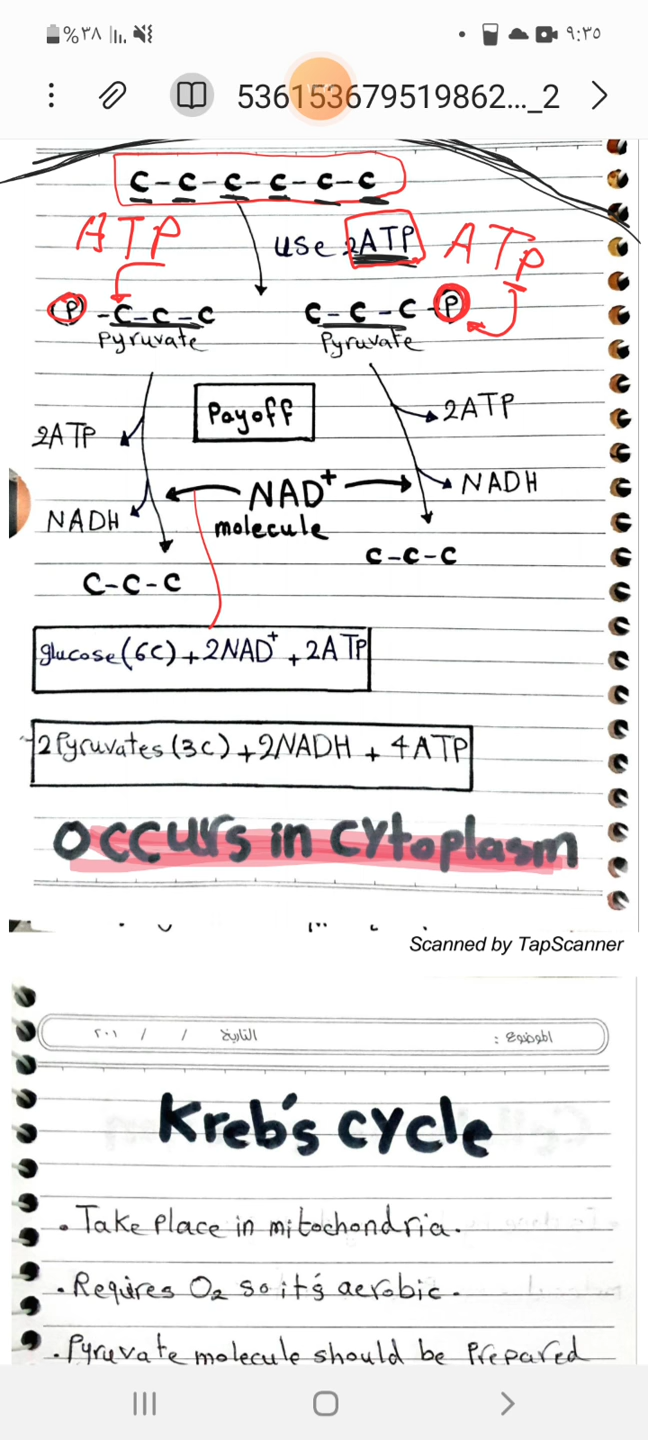 %٣٨
٩:٣٥
536153679519862..._2
C-C-C-C-C-C
ATP
use 2ATP
ATP
P-C-C-C
C-C-C-P
Pyruvate
Pyruvate
Payoff
2ATP
2ATP
NAD+
NADH
NADH
molecule
C-C-C
C-C-C
glucose(6C)+2NAD+ +2ATP
2Pyruvates(3C)+2NADH + 4ATP
occurs in cytoplasm
Scanned by TapScanner
الموضوع : التاريخ / / ٢٠١
Kreb's cycle
. Take Place in mitochondria.
. Requires O2 so it's aerobic.
. Pyruvate molecule should be Prepared